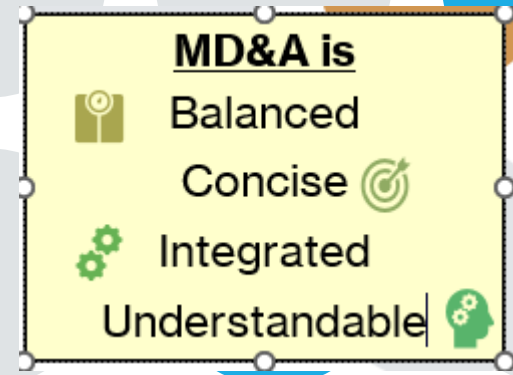 MD&A is
Balanced
Concise
Integrated
Understandable